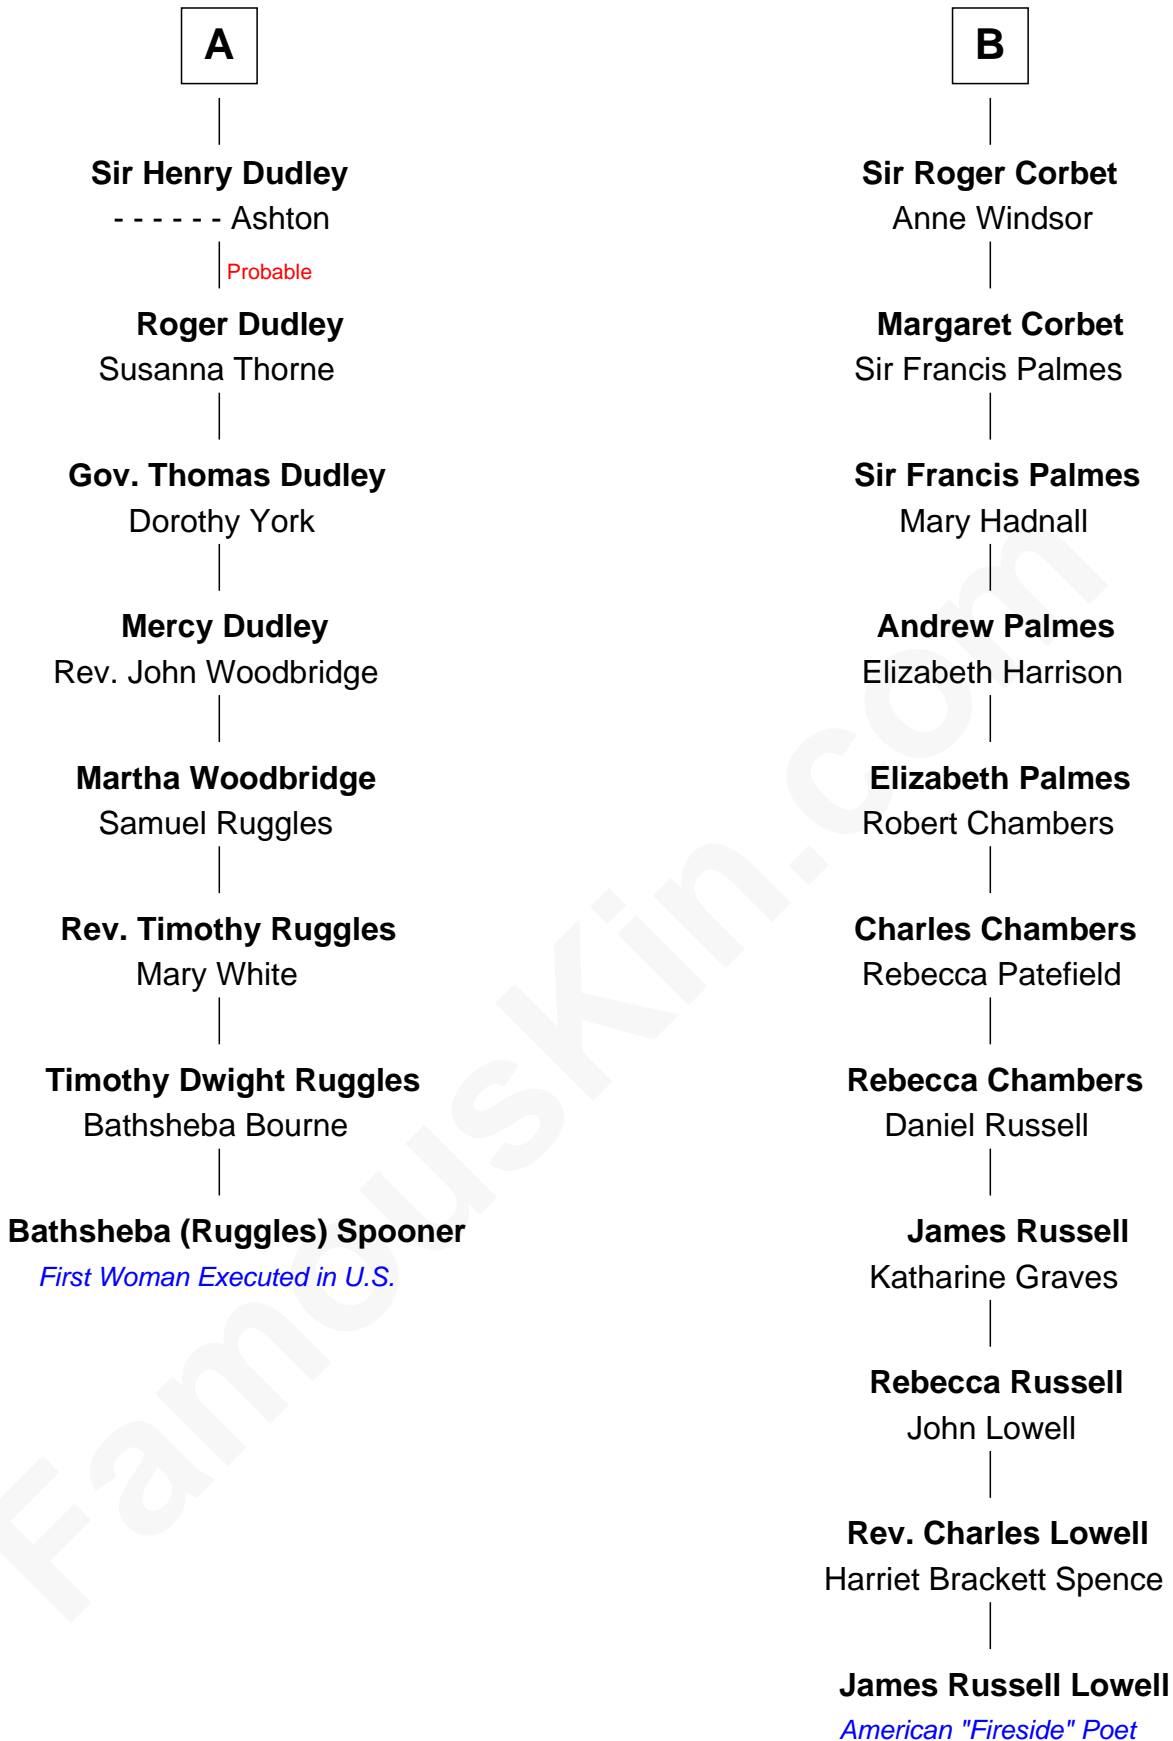 A
Sir Henry Dudley
- - - - - - Ashton
Probable
Roger Dudley
Susanna Thorne
Gov. Thomas Dudley
Dorothy York
Mercy Dudley
Rev. John Woodbridge
Martha Woodbridge
Samuel Ruggles
Rev. Timothy Ruggles
Mary White
Timothy Dwight Ruggles
Bathsheba Bourne
Bathsheba (Ruggles) Spooner
First Woman Executed in U.S.
B
Sir Roger Corbet
Anne Windsor
Margaret Corbet
Sir Francis Palmes
Sir Francis Palmes
Mary Hadnall
Andrew Palmes
Elizabeth Harrison
Elizabeth Palmes
Robert Chambers
Charles Chambers
Rebecca Patefield
Rebecca Chambers
Daniel Russell
James Russell
Katharine Graves
Rebecca Russell
John Lowell
Rev. Charles Lowell
Harriet Brackett Spence
James Russell Lowell
American "Fireside" Poet
FamousKin.com